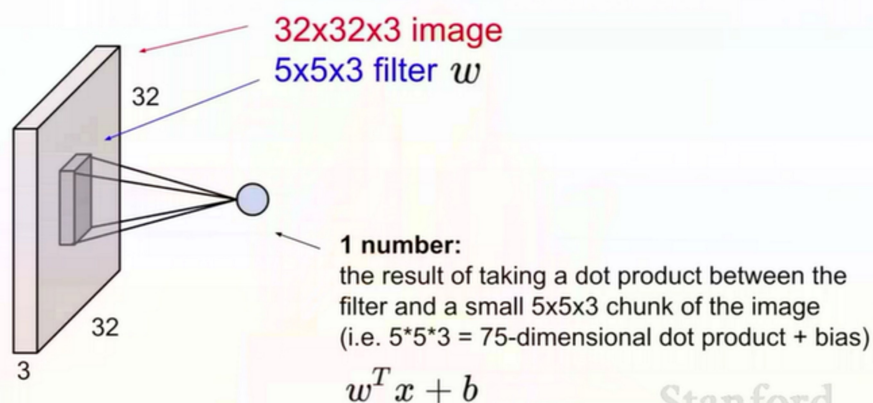 32x32x3 image
5x5x3 filter w
32
1 number:
the result of taking a dot product between the
filter and a small 5x5x3 chunk of the image
(i.e. 5*5*3 = 75-dimensional dot product + bias)
32
3
w^T x + b
Stanford